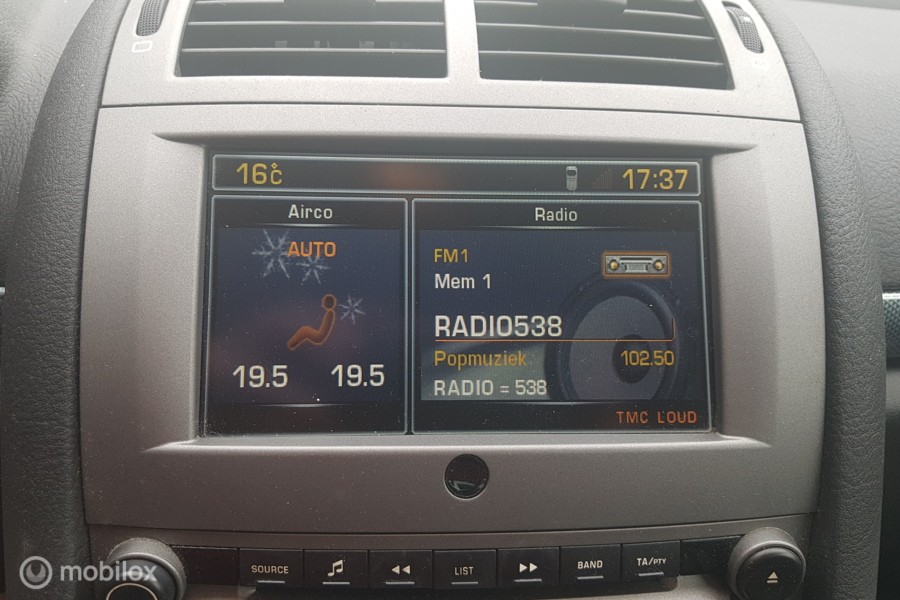 16°C
17:37
Airco
AUTO
19.5 19.5
Radio
FM1
Mem 1
RADIO538
Popmuziek 102.50
RADIO = 538
TMC LOUD
SOURCE
LIST
BAND
TA/PTY
mobilox